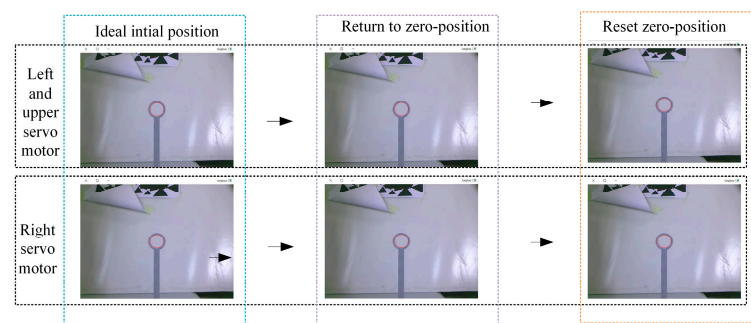 Ideal intial position
Return to zero-position
Reset zero-position
Left
and
upper
servo
motor
Right
servo
motor